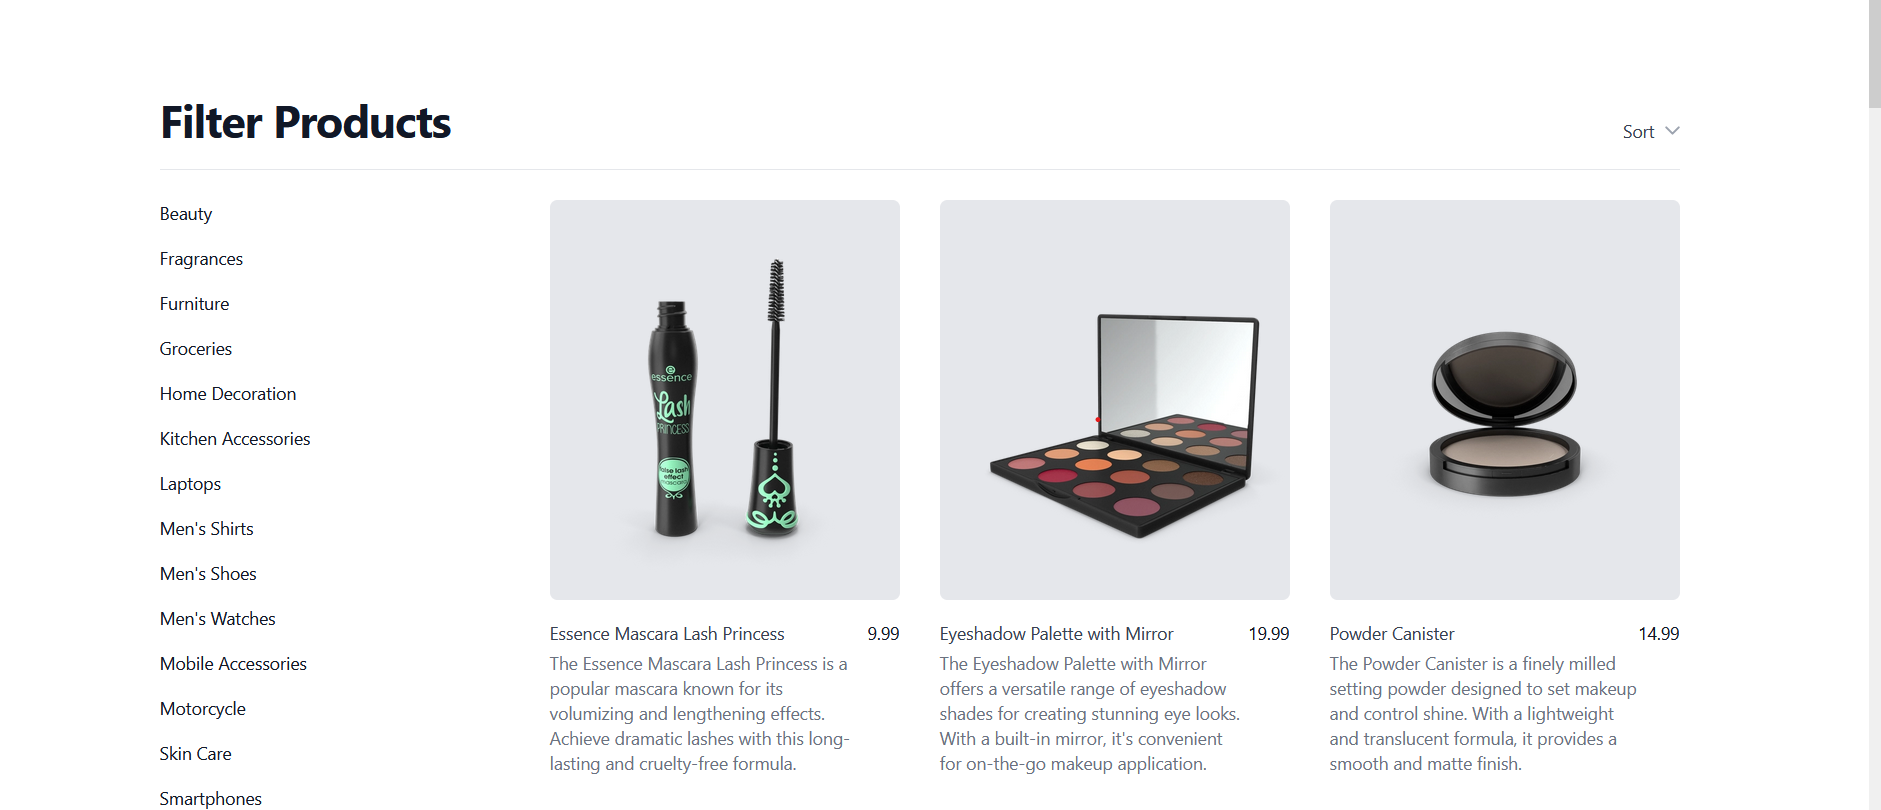 Filter Products
Sort
Beauty
Fragrances
Furniture
Groceries
Home Decoration
Kitchen Accessories
Laptops
Men's Shirts
Men's Shoes
Men's Watches
Mobile Accessories
Motorcycle
Skin Care
Smartphones
essence
Lash
PRINCESS
false lash
effect
mascara
Essence Mascara Lash Princess 9.99
The Essence Mascara Lash Princess is a
popular mascara known for its
volumizing and lengthening effects.
Achieve dramatic lashes with this long-
lasting and cruelty-free formula.
Eyeshadow Palette with Mirror 19.99
The Eyeshadow Palette with Mirror
offers a versatile range of eyeshadow
shades for creating stunning eye looks.
With a built-in mirror, it's convenient
for on-the-go makeup application.
Powder Canister 14.99
The Powder Canister is a finely milled
setting powder designed to set makeup
and control shine. With a lightweight
and translucent formula, it provides a
smooth and matte finish.